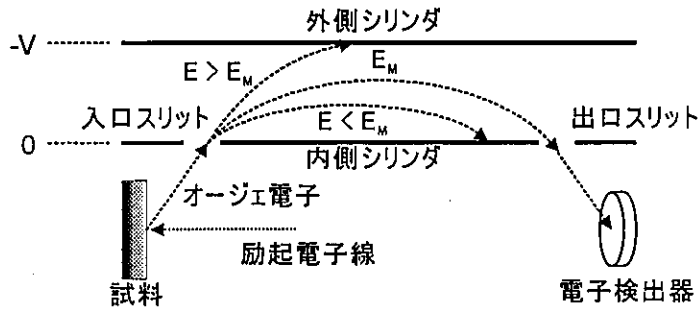 外側シリンダ
-V
E > E_M
E_M
入口スリット
E < E_M
出口スリット
0
内側シリンダ
オージェ電子
励起電子線
試料
電子検出器